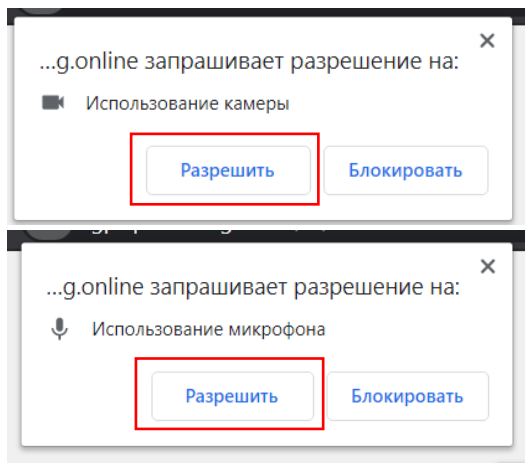 ...g.online запрашивает разрешение на:
Использование камеры
Разрешить Блокировать
...g.online запрашивает разрешение на:
Использование микрофона
Разрешить Блокировать